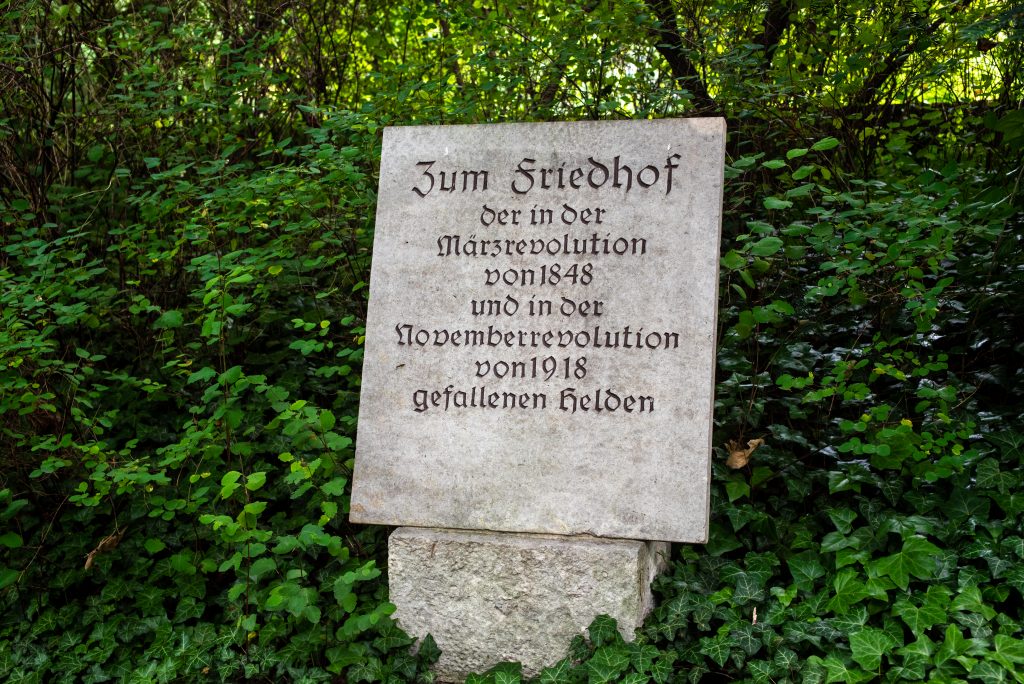 Zum Friedhof
der in der
Märzrevolution
von 1848
und in der
Novemberrevolution
von 1918
gefallenen Helden